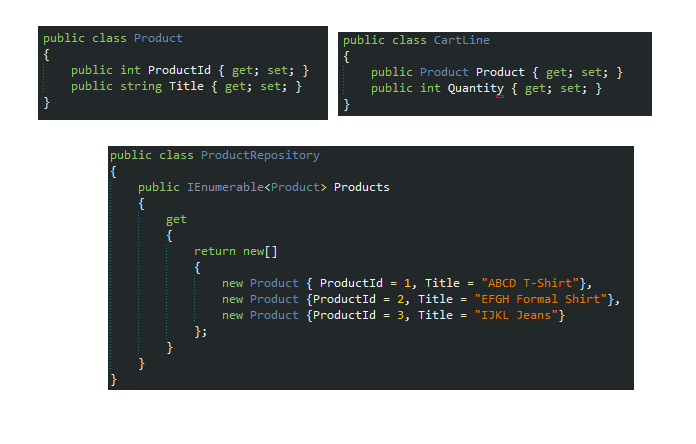 public class Product
{
    public int ProductId { get; set; }
    public string Title { get; set; }
}
public class CartLine
{
    public Product Product { get; set; }
    public int Quantity { get; set; }
}
public class ProductRepository
{
    public IEnumerable<Product> Products
    {
        get
        {
            return new[]
            {
                new Product { ProductId = 1, Title = "ABCD T-Shirt"},
                new Product {ProductId = 2, Title = "EFGH Formal Shirt"},
                new Product {ProductId = 3, Title = "IJKL Jeans"}
            };
        }
    }
}